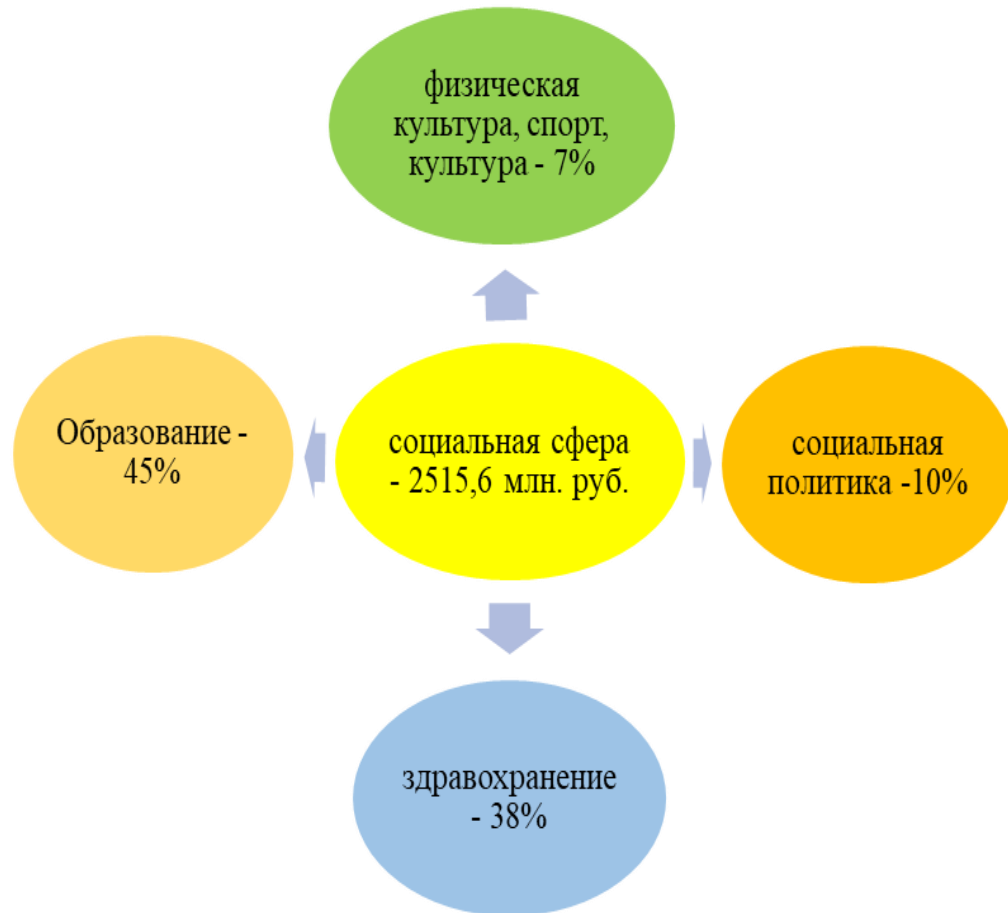 физическая
культура, спорт,
культура - 7%
Образование -
45%
социальная сфера
- 2515,6 млн. руб.
социальная
политика -10%
здравохранение
- 38%